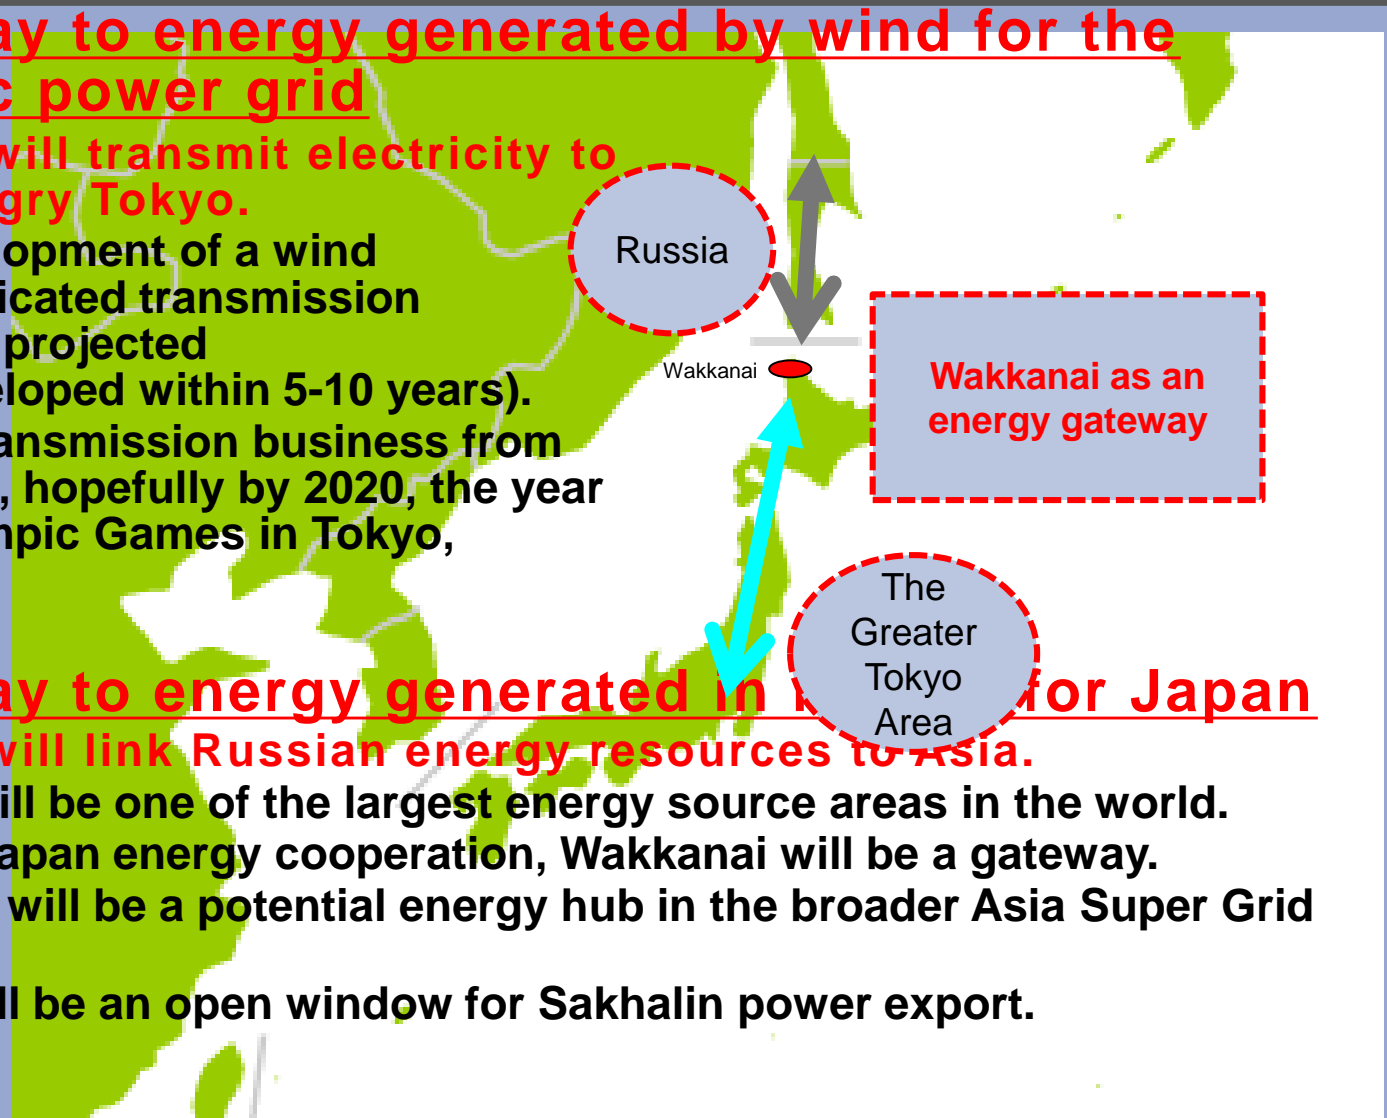 ay to energy generated by wind for the
c power grid
will transmit electricity to
gry Tokyo.
opment of a wind
icated transmission
projected
eloped within 5-10 years).
ansmission business from
, hopefully by 2020, the year
mpic Games in Tokyo,
Russia
Wakkanai
Wakkanai as an
energy gateway
The
Greater
Tokyo
Area
ay to energy generated in for Japan
will link Russian energy resources to Asia.
ill be one of the largest energy source areas in the world.
apan energy cooperation, Wakkanai will be a gateway.
will be a potential energy hub in the broader Asia Super Grid
ll be an open window for Sakhalin power export.